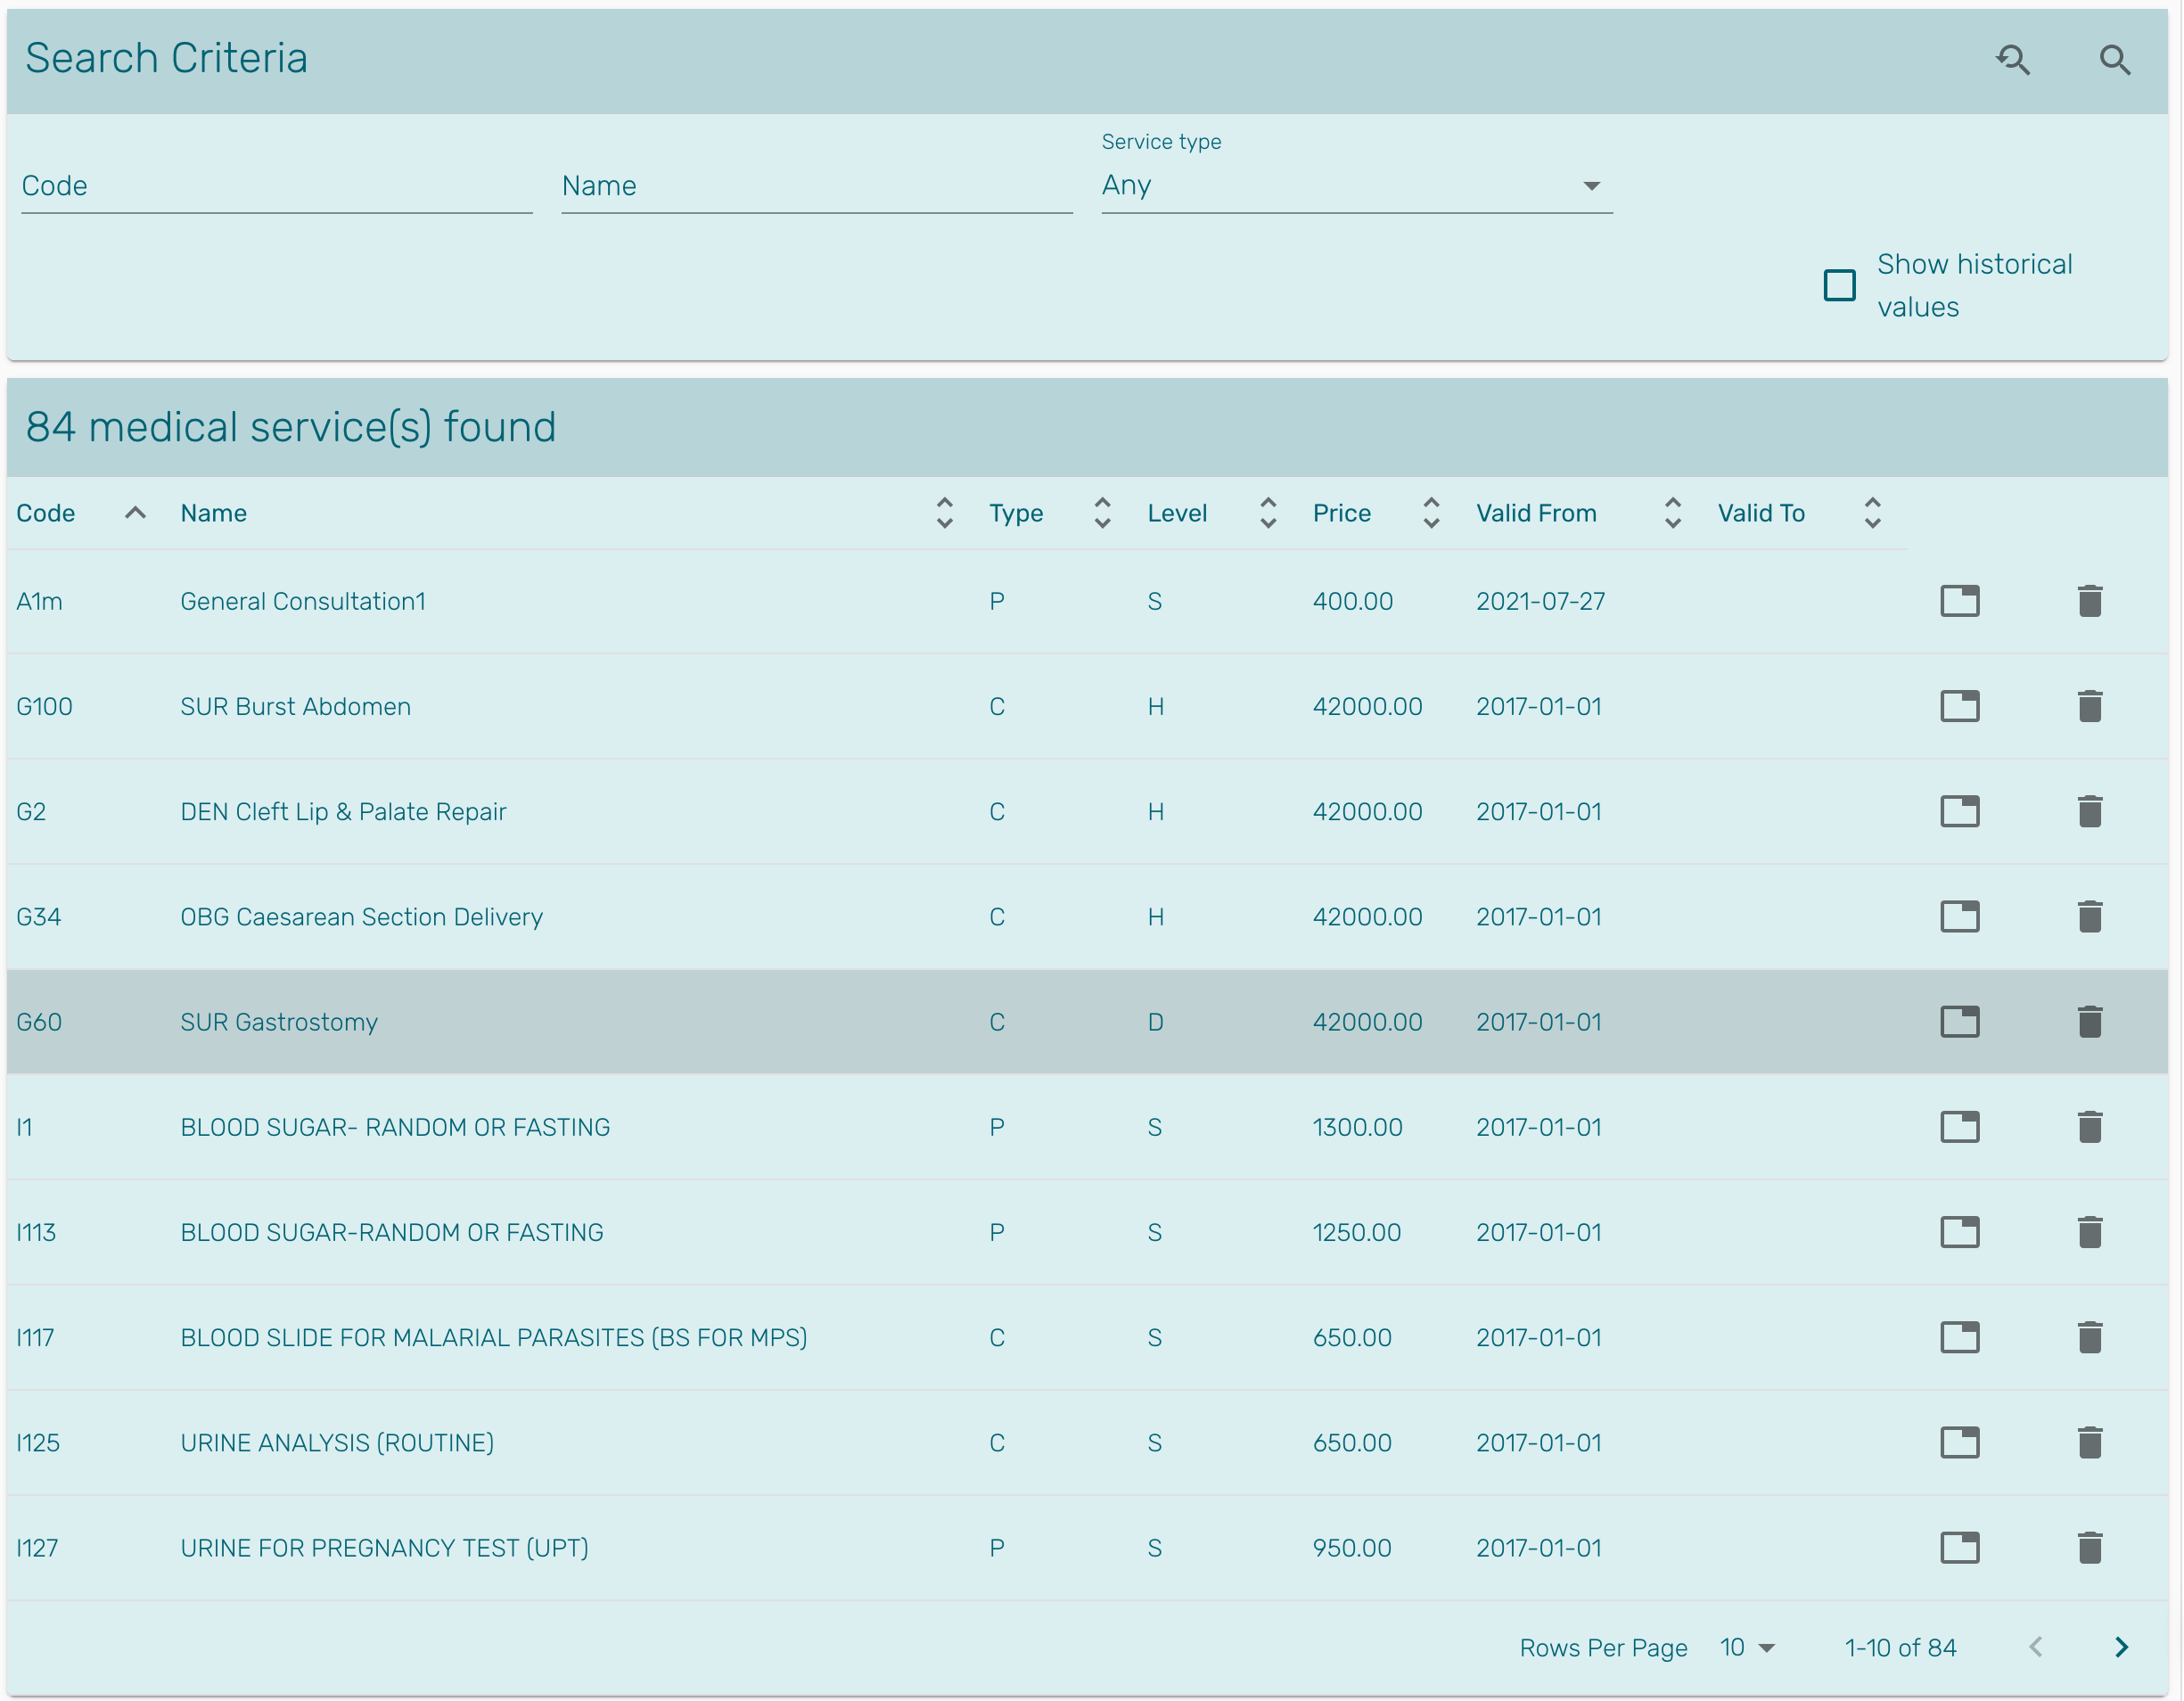 Search Criteria
Service type
Code Name Any
Show historical
values
84 medical service(s) found
Code Name Type Level Price Valid From Valid To
A1m General Consultation1 P S 400.00 2021-07-27
G100 SUR Burst Abdomen C H 42000.00 2017-01-01
G2 DEN Cleft Lip & Palate Repair C H 42000.00 2017-01-01
G34 OBG Caesarean Section Delivery C H 42000.00 2017-01-01
G60 SUR Gastrostomy C D 42000.00 2017-01-01
I1 BLOOD SUGAR- RANDOM OR FASTING P S 1300.00 2017-01-01
I113 BLOOD SUGAR-RANDOM OR FASTING P S 1250.00 2017-01-01
I117 BLOOD SLIDE FOR MALARIAL PARASITES (BS FOR MPS) C S 650.00 2017-01-01
I125 URINE ANALYSIS (ROUTINE) C S 650.00 2017-01-01
I127 URINE FOR PREGNANCY TEST (UPT) P S 950.00 2017-01-01
Rows Per Page 10 1-10 of 84